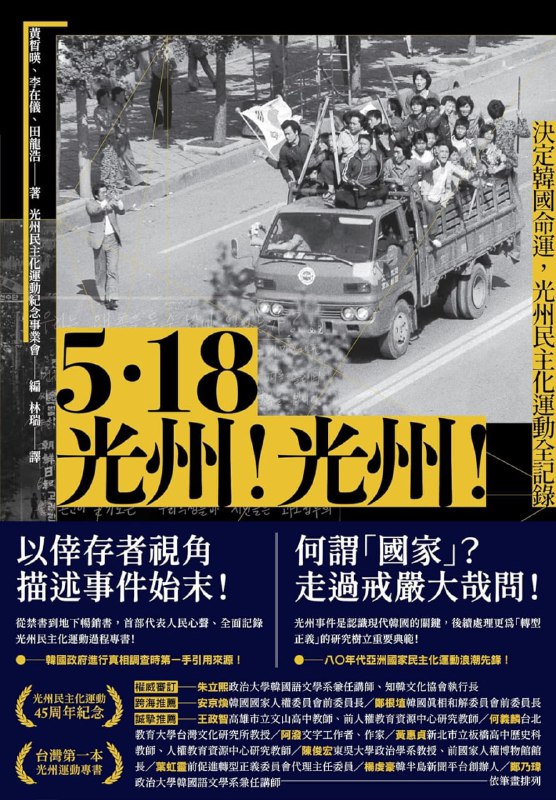 黃晳暎、李在儀、田龍浩——著 光州民主化運動紀念事業會——編 林瑞——譯
決定韓國命運，光州民主化運動全記錄
5·18
光州！光州！
以倖存者視角
描述事件始末！
從禁書到地下暢銷書，首部代表人民心聲、全面記錄
光州民主化運動過程專書！
●——韓國政府進行真相調查時第一手引用來源！
何謂「國家」？
走過戒嚴大哉問！
光州事件是認識現代韓國的關鍵，後續處理更為「轉型
正義」的研究樹立重要典範！
●——八〇年代亞洲國家民主化運動浪潮先鋒！
光州民主化運動
45周年紀念
台灣第一本
光州運動專書
權威審訂——朱立熙政治大學韓國語文學系兼任講師、知韓文化協會執行長
跨海推薦——安京煥韓國國家人權委員會前委員長／鄭根埴韓國真相和解委員會前委員長
誠摯推薦——王政智高雄市立文山高中教師、前人權教育資源中心研究教師／何義麟台北
教育大學台灣文化研究所教授／阿潑文字工作者、作家／黃惠貞新北市立板橋高中歷史科
教師、人權教育資源中心研究教師／陳俊宏東吳大學政治學系教授、前國家人權博物館館
長／葉虹靈前促進轉型正義委員會代理主任委員／楊虔豪韓半島新聞平台創辦人／鄭乃瑋
政治大學韓國語文學系兼任講師——依筆畫排列